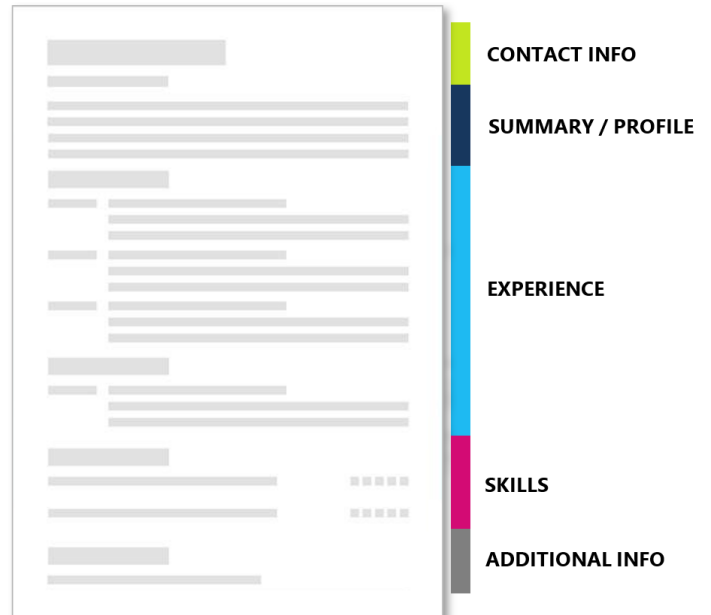 CONTACT INFO
SUMMARY / PROFILE
EXPERIENCE
SKILLS
ADDITIONAL INFO